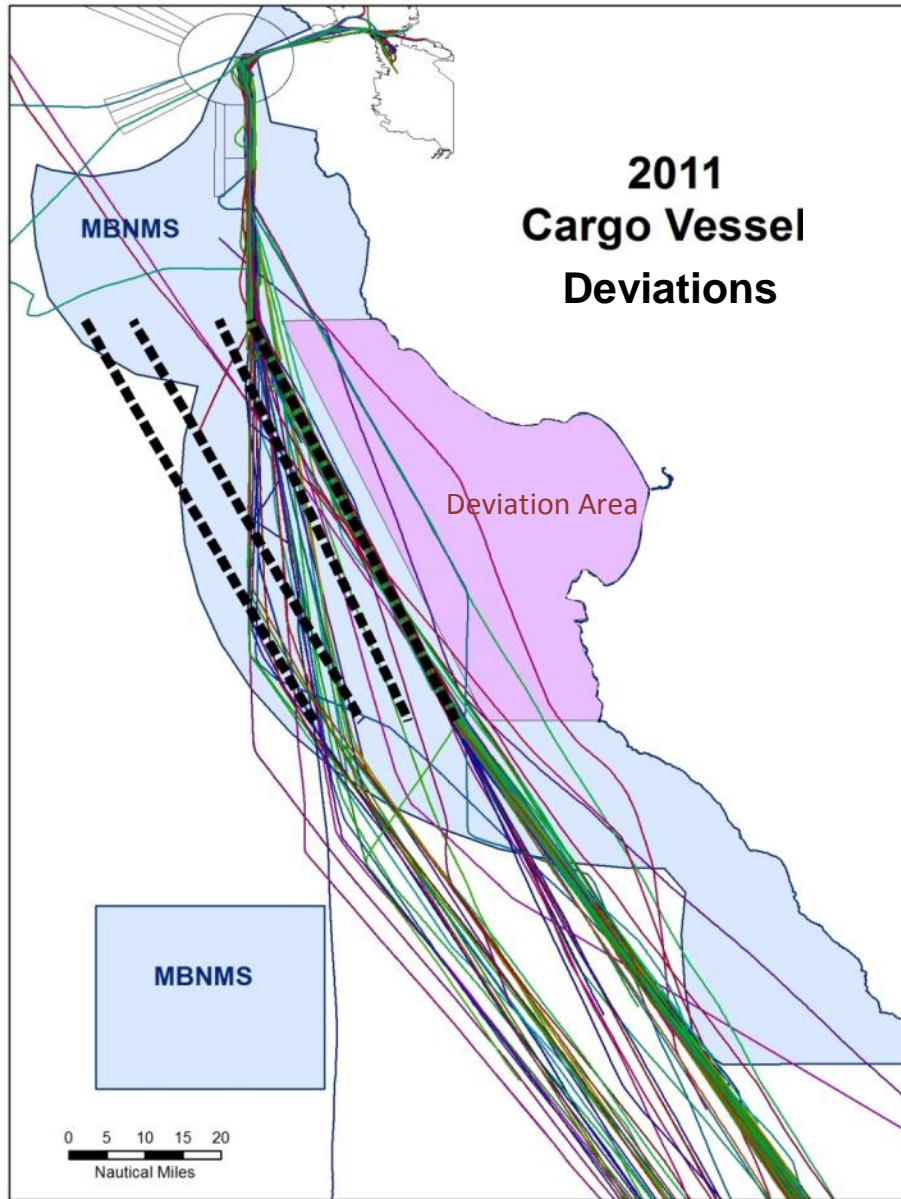 2011
Cargo Vessel
Deviations
MBNMS
Deviation Area
MBNMS
0 5 10 15 20
Nautical Miles